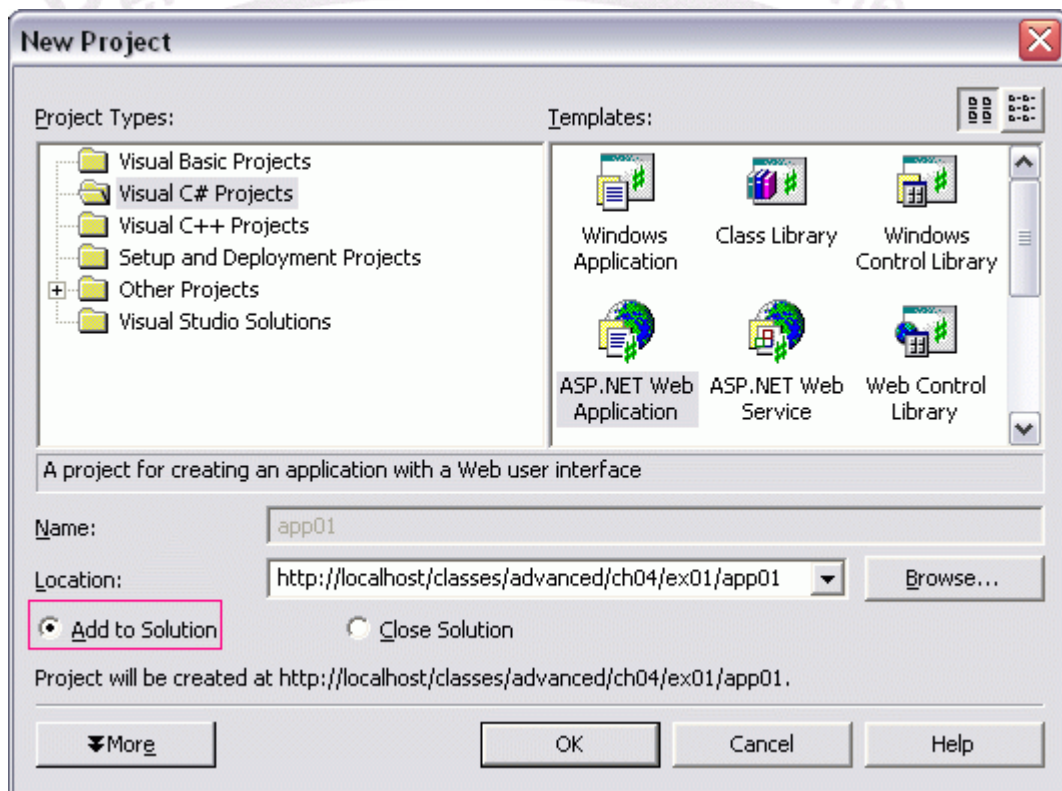 New Project
Project Types:
Templates:
Visual Basic Projects
Visual C# Projects
Visual C++ Projects
Setup and Deployment Projects
Other Projects
Visual Studio Solutions
Windows
Application
Class Library
Windows
Control Library
ASP.NET Web
Application
ASP.NET Web
Service
Web Control
Library
A project for creating an application with a Web user interface
Name:
app01
Location:
http://localhost/classes/advanced/ch04/ex01/app01
Browse...
Add to Solution
Close Solution
Project will be created at http://localhost/classes/advanced/ch04/ex01/app01.
More
OK
Cancel
Help